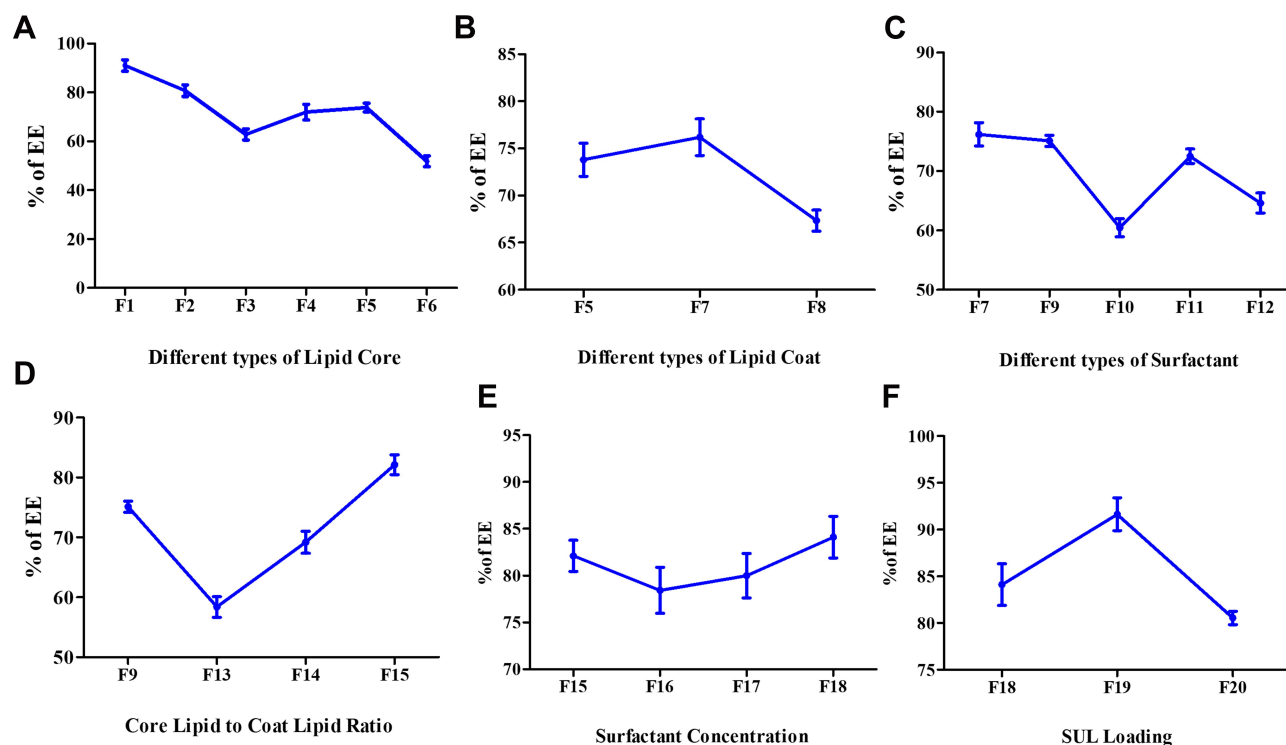 A
% of EE
100
80
60
40
20
0
F1 F2 F3 F4 F5 F6
Different types of Lipid Core
B
% of EE
85
80
75
70
65
60
F5 F7 F8
Different types of Lipid Coat
C
% of EE
90
80
70
60
50
F7 F9 F10 F11 F12
Different types of Surfactant
D
% of EE
90
80
70
60
50
F9 F13 F14 F15
Core Lipid to Coat Lipid Ratio
E
%of EE
95
90
85
80
75
70
F15 F16 F17 F18
Surfactant Concentration
F
%of EE
100
95
90
85
80
75
F18 F19 F20
SUL Loading